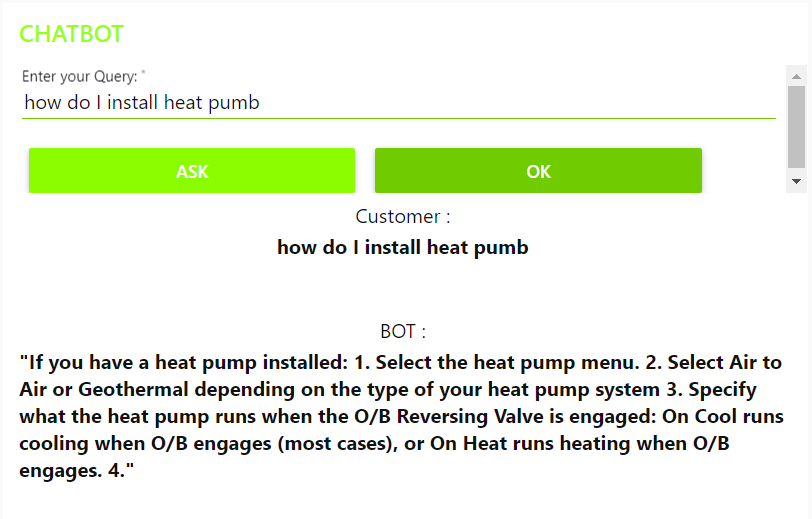 CHATBOT
Enter your Query: *
how do I install heat pumb
ASK
OK
Customer :
how do I install heat pumb
BOT :
"If you have a heat pump installed: 1. Select the heat pump menu. 2. Select Air to
Air or Geothermal depending on the type of your heat pump system 3. Specify
what the heat pump runs when the O/B Reversing Valve is engaged: On Cool runs
cooling when O/B engages (most cases), or On Heat runs heating when O/B
engages. 4."